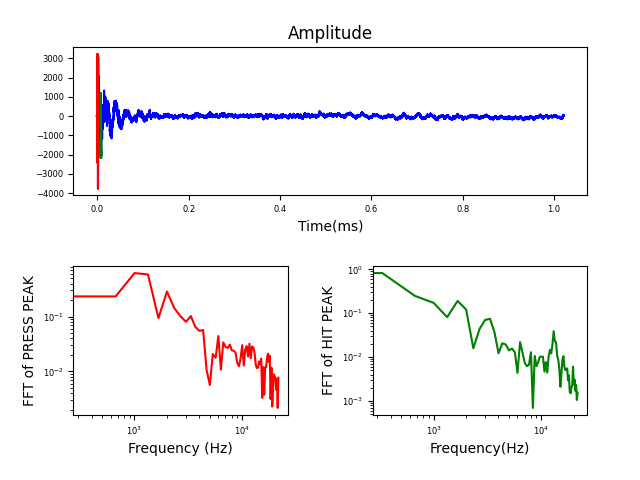 Amplitude
3000
2000
1000
0
−1000
−2000
−3000
−4000
0.0 0.2 0.4 0.6 0.8 1.0
Time(ms)
FFT of PRESS PEAK
10⁻¹
10⁻²
10³ 10⁴
Frequency (Hz)
FFT of HIT PEAK
10⁰
10⁻¹
10⁻²
10⁻³
10³ 10⁴
Frequency(Hz)